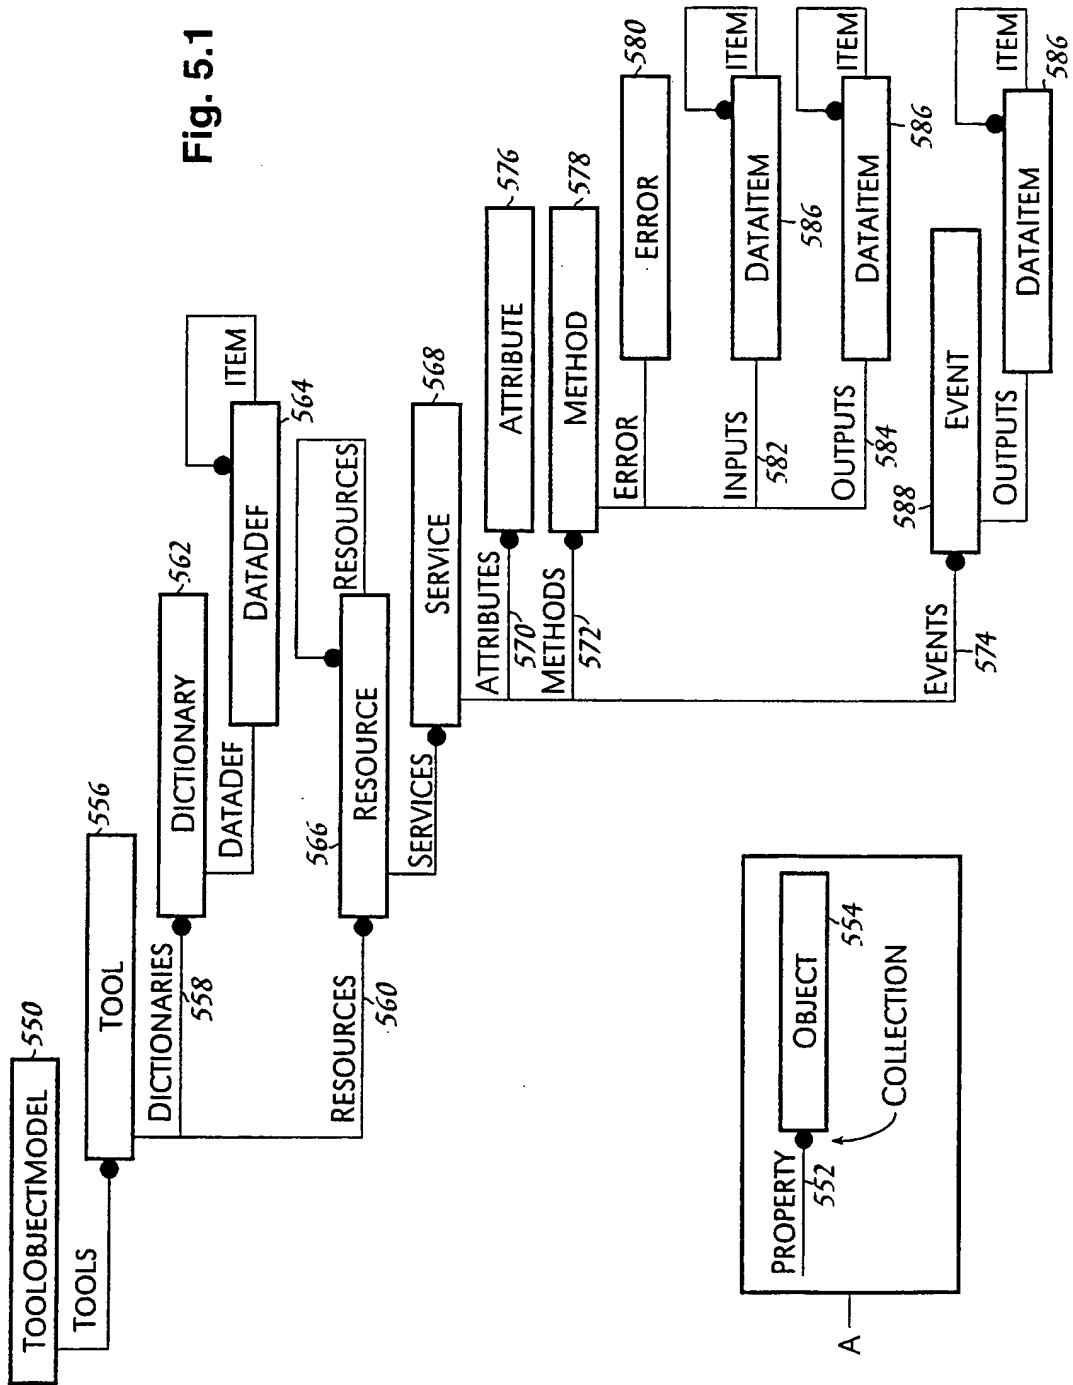 Fig. 5.1
TOOLOBJECTMODEL 550
TOOLS
TOOL 556
DICTIONARIES
558
DICTIONARY 562
DATADEF
DATADEF 564
ITEM
RESOURCES
560
566
RESOURCE
RESOURCES
SERVICES
SERVICE 568
ATTRIBUTES
570
ATTRIBUTE 576
METHODS
572
METHOD 578
ERROR
ERROR 580
INPUTS
582
DATAITEM
586
ITEM
OUTPUTS
584
DATAITEM
586
ITEM
EVENTS
574
588
EVENT
OUTPUTS
DATAITEM
586
ITEM
A
PROPERTY
552
OBJECT
554
COLLECTION